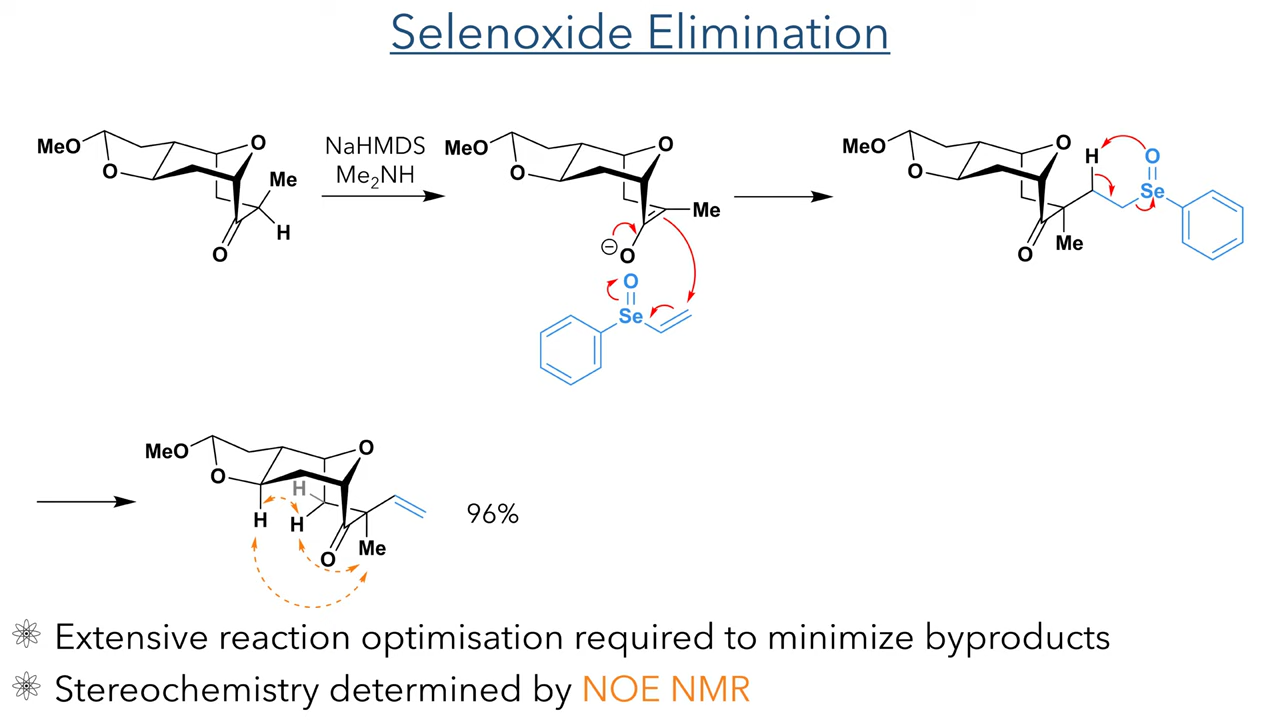 Selenoxide Elimination
MeO
O
O
Me
H
O
NaHMDS
Me₂NH
MeO
O
O
Me
⊖
O
O
Se
MeO
O
O
H
O
Se
Me
O
MeO
O
O
H
H
H
Me
O
96%
Extensive reaction optimisation required to minimize byproducts
Stereochemistry determined by NOE NMR